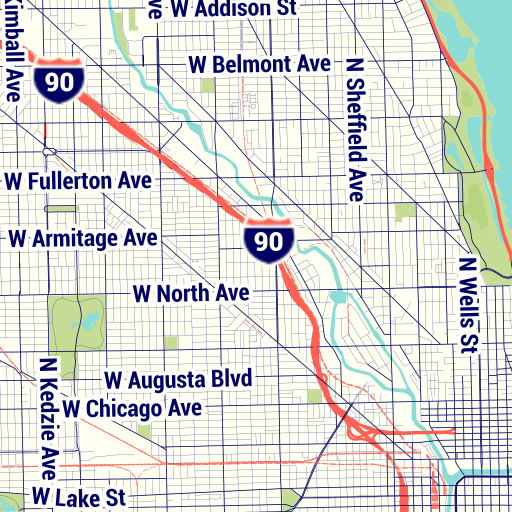 W Addison St
Kimball Ave
Ave
W Belmont Ave
90
N Sheffield Ave
W Fullerton Ave
W Armitage Ave
90
W North Ave
N Wells St
W Augusta Blvd
N Kedzie Ave
W Chicago Ave
W Lake St